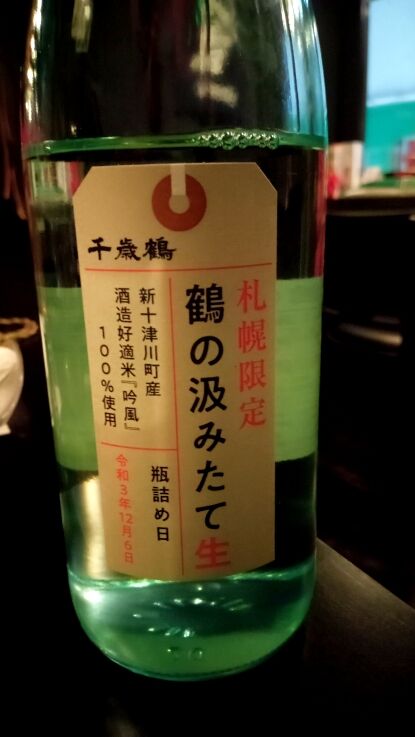 千歳鶴
札幌限定
鶴の汲みたて生
新十津川町産
酒造好適米『吟風』
100%使用
瓶詰め日
令和3年12月6日